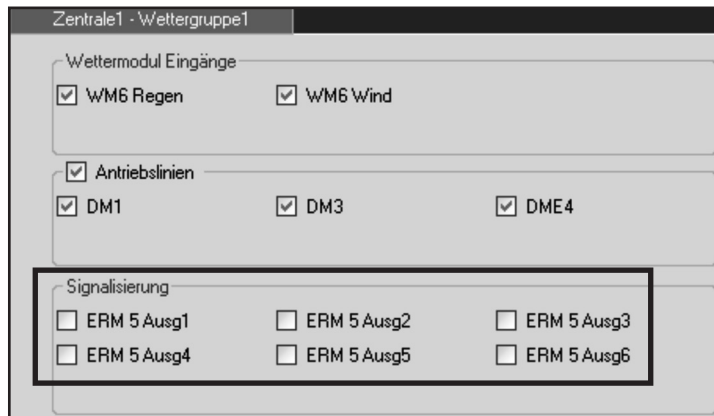 Zentrale1 - Wettergruppe1
Wettermodul Eingänge
WM6 Regen WM6 Wind
Antriebslinien
DM1 DM3 DME4
Signalisierung
ERM 5 Ausg1 ERM 5 Ausg2 ERM 5 Ausg3
ERM 5 Ausg4 ERM 5 Ausg5 ERM 5 Ausg6